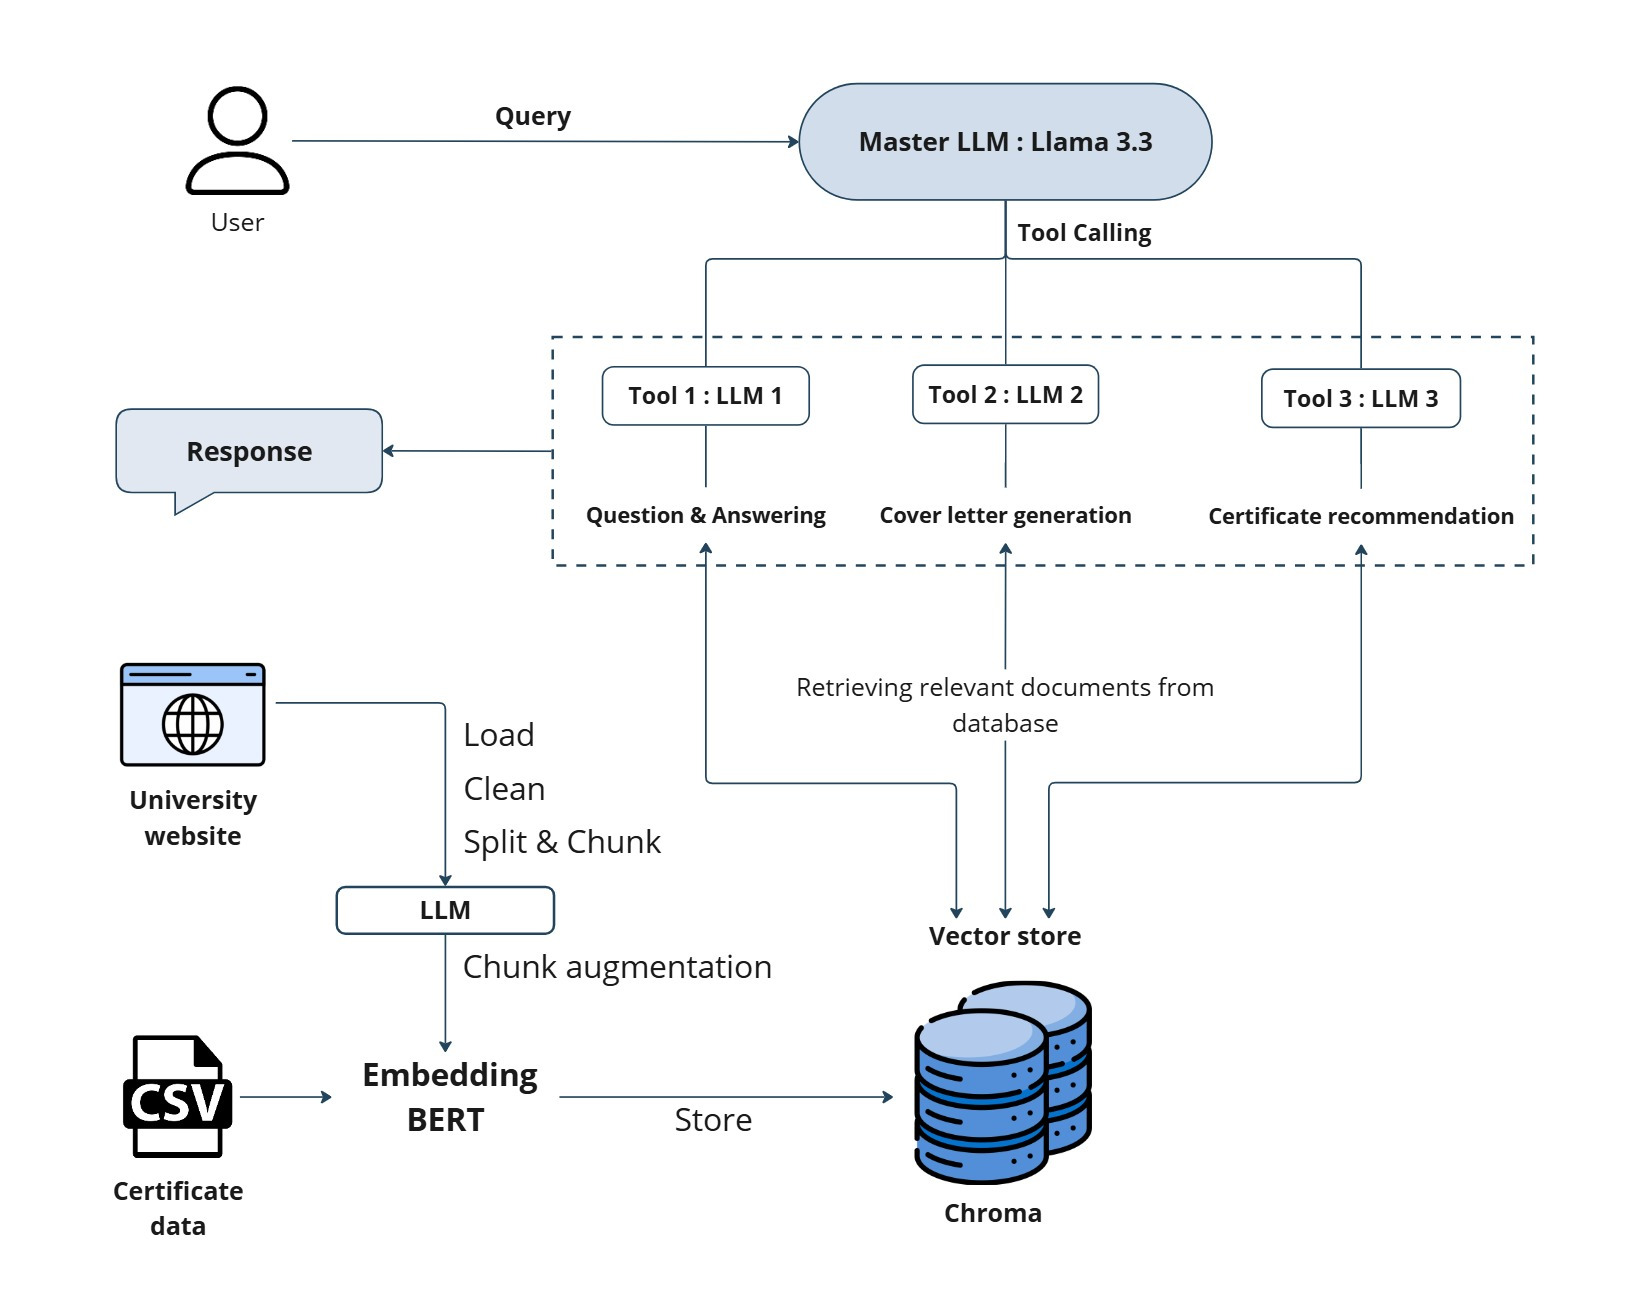 Query
Master LLM : Llama 3.3
User
Tool Calling
Tool 1 : LLM 1
Tool 2 : LLM 2
Tool 3 : LLM 3
Response
Question & Answering
Cover letter generation
Certificate recommendation
Retrieving relevant documents from
database
Load
Clean
Split & Chunk
University
website
LLM
Vector store
Chunk augmentation
Embedding
BERT
CSV
Store
Certificate
data
Chroma